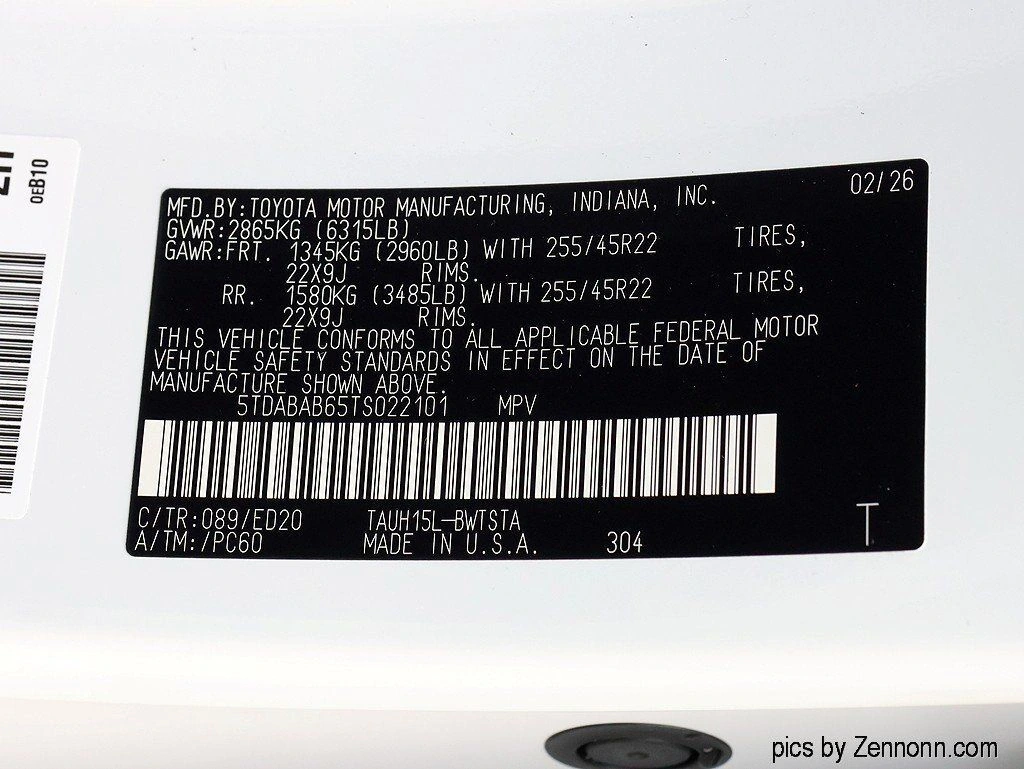 0EB10
MFD.BY:TOYOTA MOTOR MANUFACTURING, INDIANA, INC. 02/26
GVWR:2865KG (6315LB)
GAWR:FRT. 1345KG (2960LB) WITH 255/45R22 TIRES,
22X9J RIMS.
RR. 1580KG (3485LB) WITH 255/45R22 TIRES,
22X9J RIMS.
THIS VEHICLE CONFORMS TO ALL APPLICABLE FEDERAL MOTOR
VEHICLE SAFETY STANDARDS IN EFFECT ON THE DATE OF
MANUFACTURE SHOWN ABOVE.
5TDABAB65TS022101 MPV
C/TR:089/ED20 TAUH15L-BWTSTA T
A/TM:/PC60 MADE IN U.S.A. 304
pics by Zennonn.com